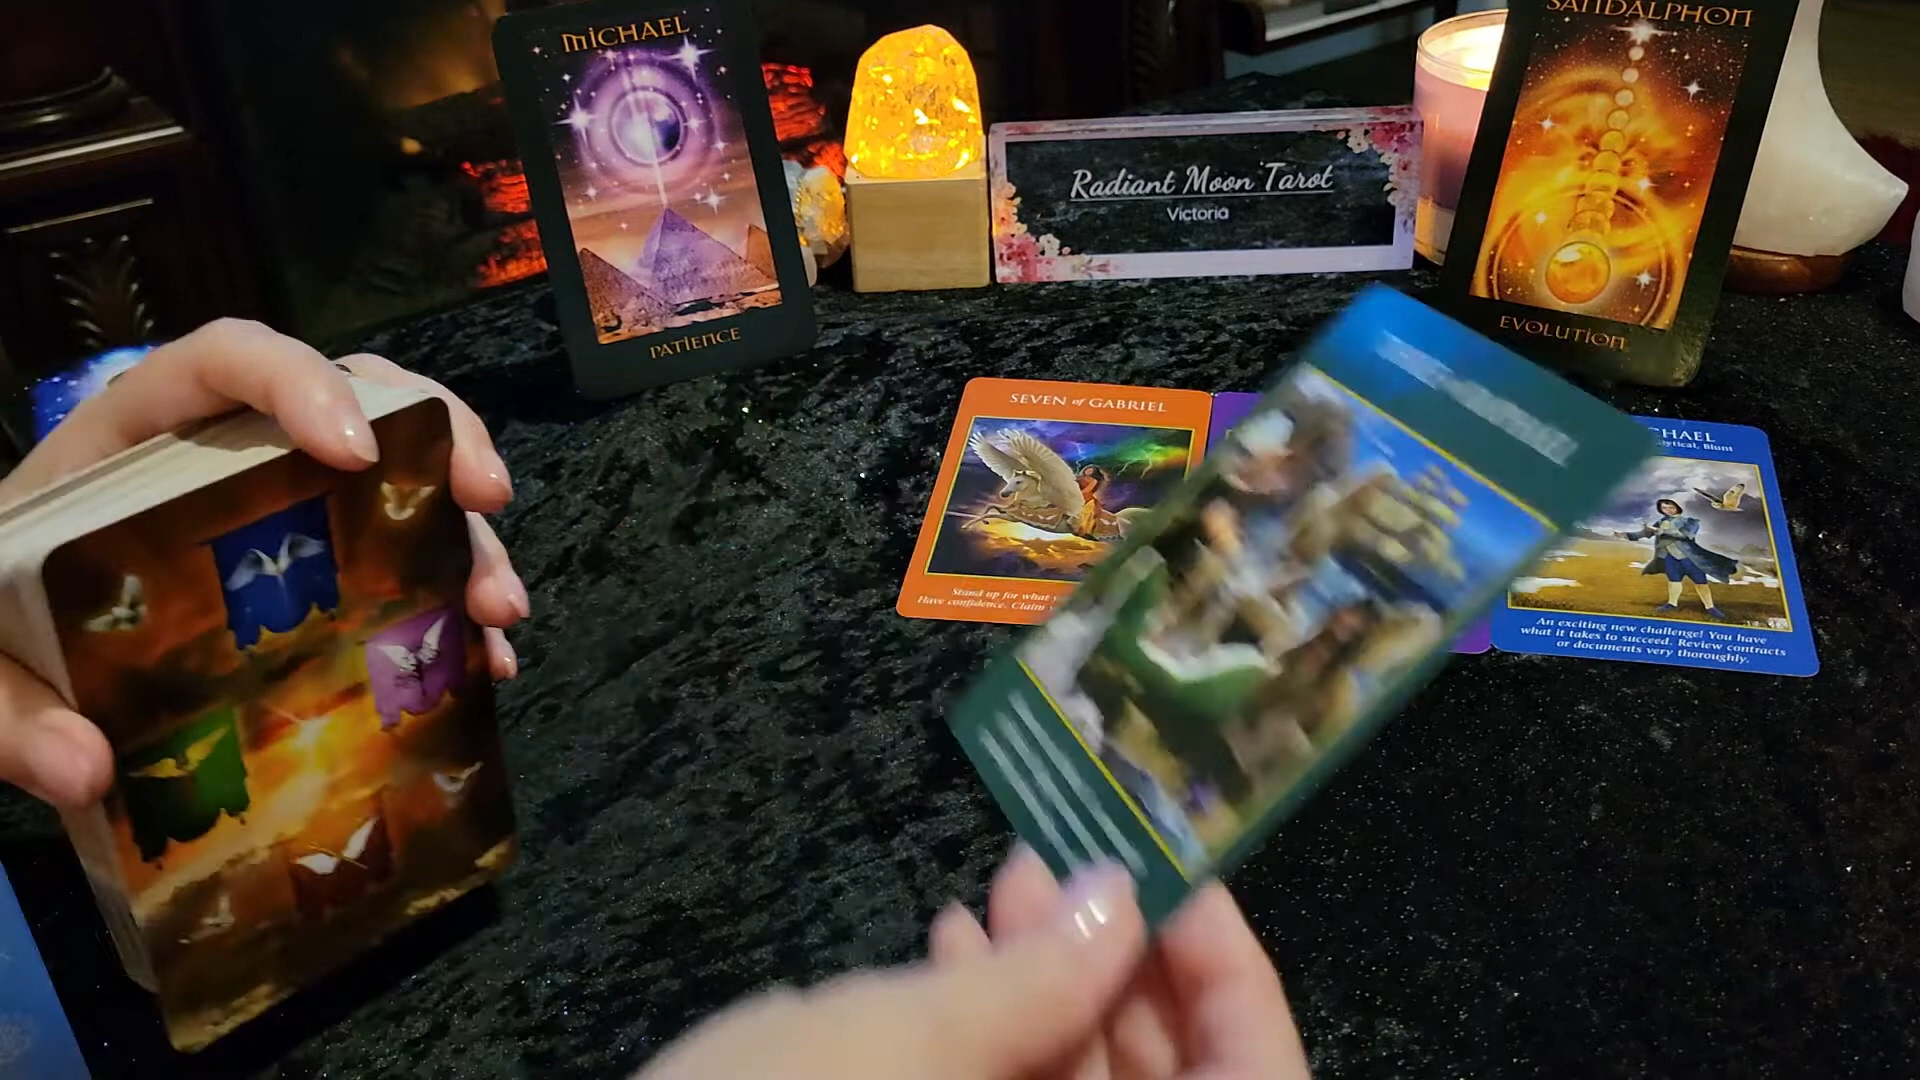 MICHAEL
PATIENCE
Radiant Moon Tarot
Victoria
SANDALPHON
EVOLUTION
SEVEN of GABRIEL
Stand up for what
Have confidence. Claim
CHAEL
Blunt
An exciting new challenge! You have
what it takes to succeed. Review contracts
or documents very thoroughly.